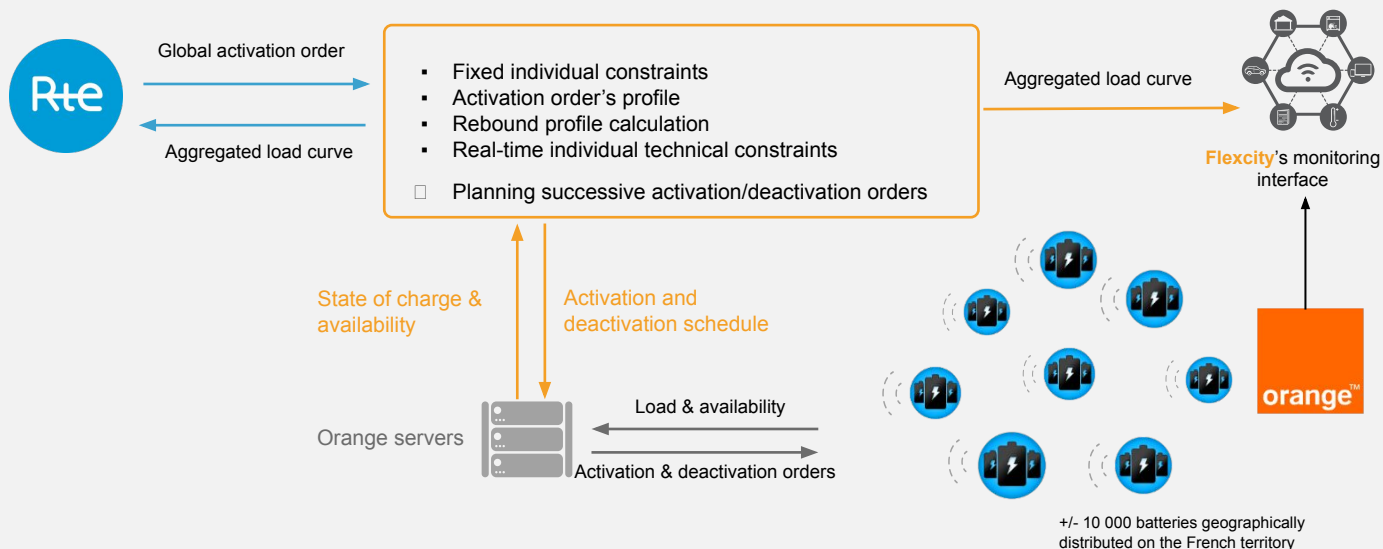 Rte
Global activation order
Aggregated load curve
▪ Fixed individual constraints
▪ Activation order's profile
▪ Rebound profile calculation
▪ Real-time individual technical constraints
□ Planning successive activation/deactivation orders
Aggregated load curve
Flexcity's monitoring
interface
State of charge &
availability
Activation and
deactivation schedule
Orange servers
Load & availability
Activation & deactivation orders
orange™
+/- 10 000 batteries geographically
distributed on the French territory